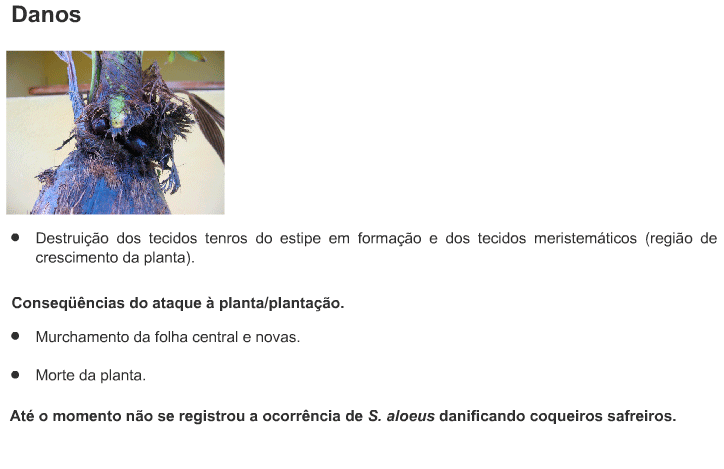 Danos
● Destruição dos tecidos tenros do estipe em formação e dos tecidos meristemáticos (região de
crescimento da planta).
Conseqüências do ataque à planta/plantação.
● Murchamento da folha central e novas.
● Morte da planta.
Até o momento não se registrou a ocorrência de S. aloeus danificando coqueiros safreiros.